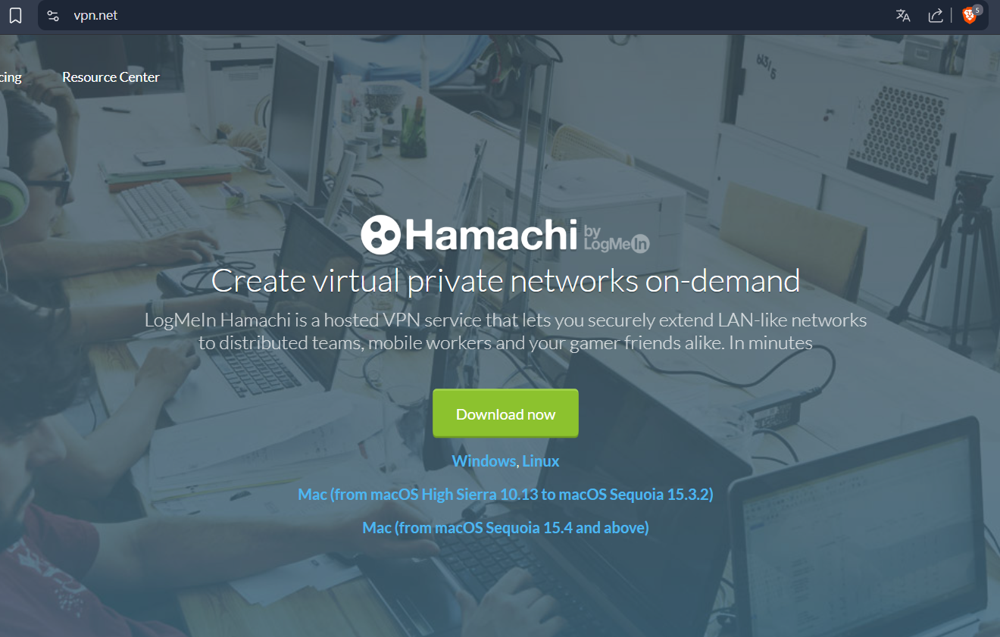 vpn.net
5
cing
Resource Center
63/5
Hamachi by LogMeIn
Create virtual private networks on-demand
LogMeIn Hamachi is a hosted VPN service that lets you securely extend LAN-like networks
to distributed teams, mobile workers and your gamer friends alike. In minutes
Download now
Windows, Linux
Mac (from macOS High Sierra 10.13 to macOS Sequoia 15.3.2)
Mac (from macOS Sequoia 15.4 and above)